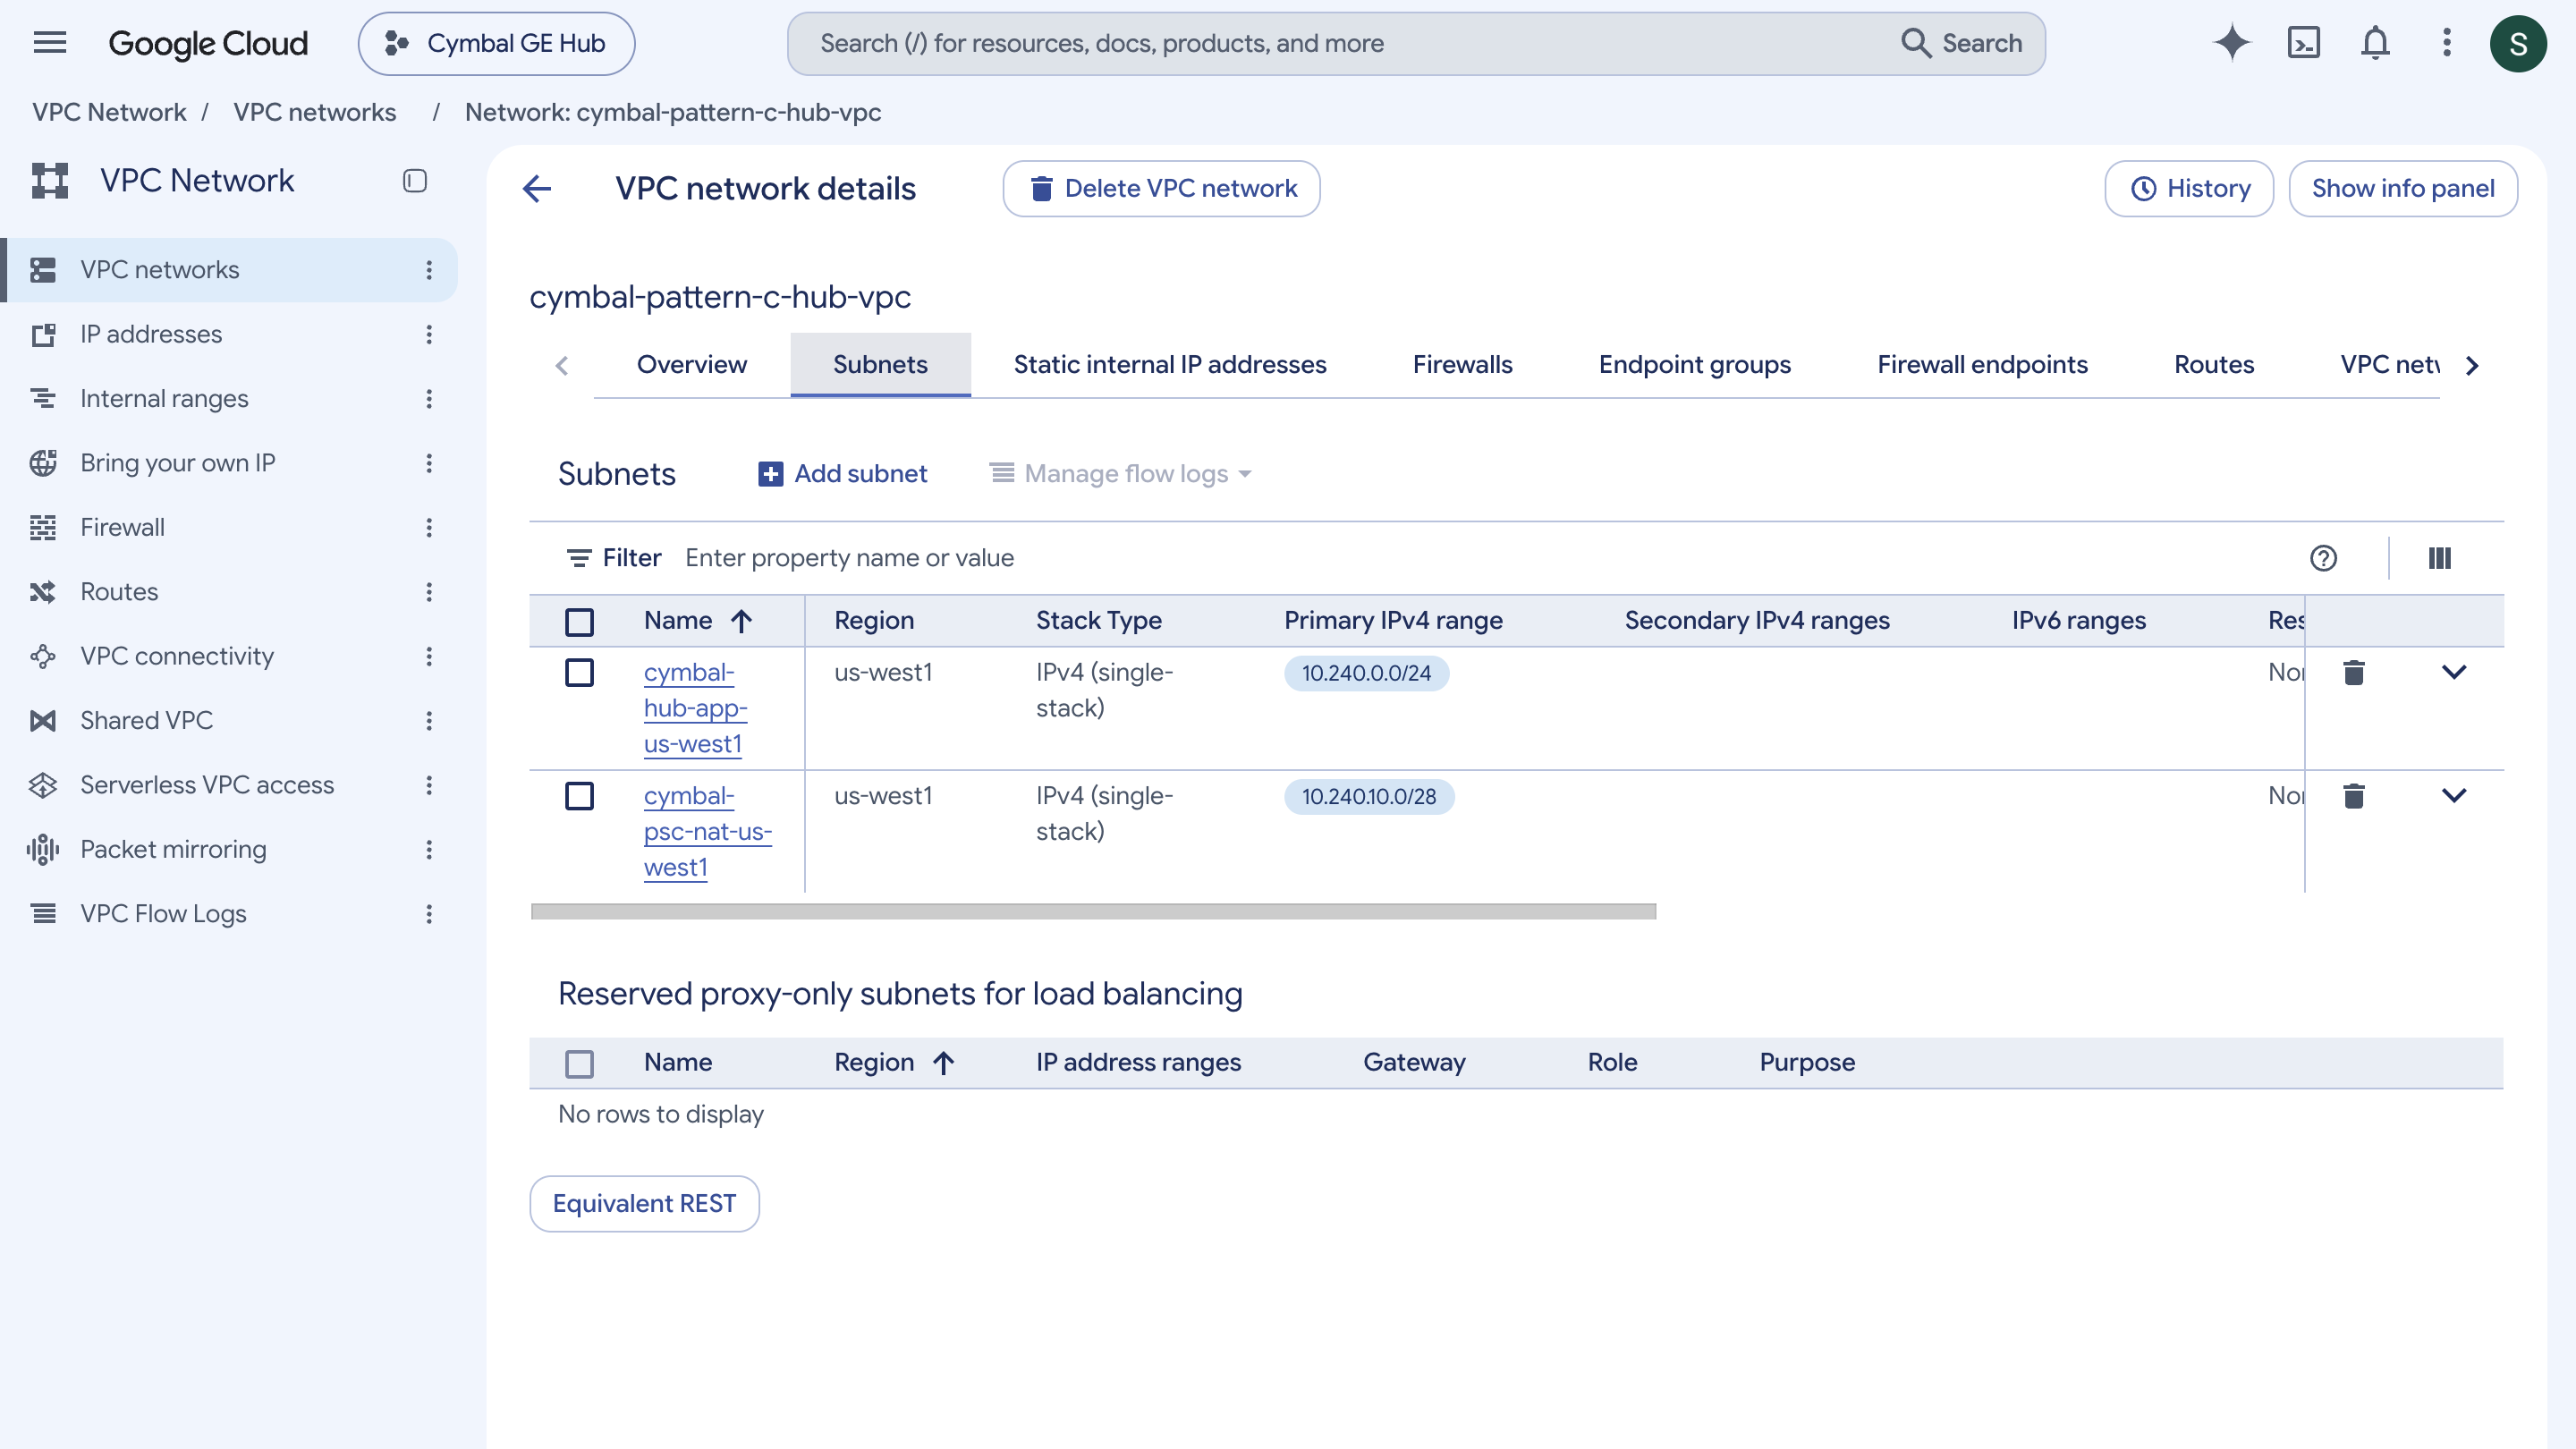 Google Cloud
Cymbal GE Hub
Search (/) for resources, docs, products, and more
Search
S
VPC Network / VPC networks / Network: cymbal-pattern-c-hub-vpc
VPC Network
VPC networks
IP addresses
Internal ranges
Bring your own IP
Firewall
Routes
VPC connectivity
Shared VPC
Serverless VPC access
Packet mirroring
VPC Flow Logs
VPC network details
Delete VPC network
History
Show info panel
cymbal-pattern-c-hub-vpc
Overview
Subnets
Static internal IP addresses
Firewalls
Endpoint groups
Firewall endpoints
Routes
VPC net
Subnets
Add subnet
Manage flow logs
Filter Enter property name or value
Name Region Stack Type Primary IPv4 range Secondary IPv4 ranges IPv6 ranges Res
cymbal- us-west1 IPv4 (single- 10.240.0.0/24 Nor
hub-app- stack)
us-west1
cymbal- us-west1 IPv4 (single- 10.240.10.0/28 Nor
psc-nat-us- stack)
west1
Reserved proxy-only subnets for load balancing
Name Region IP address ranges Gateway Role Purpose
No rows to display
Equivalent REST